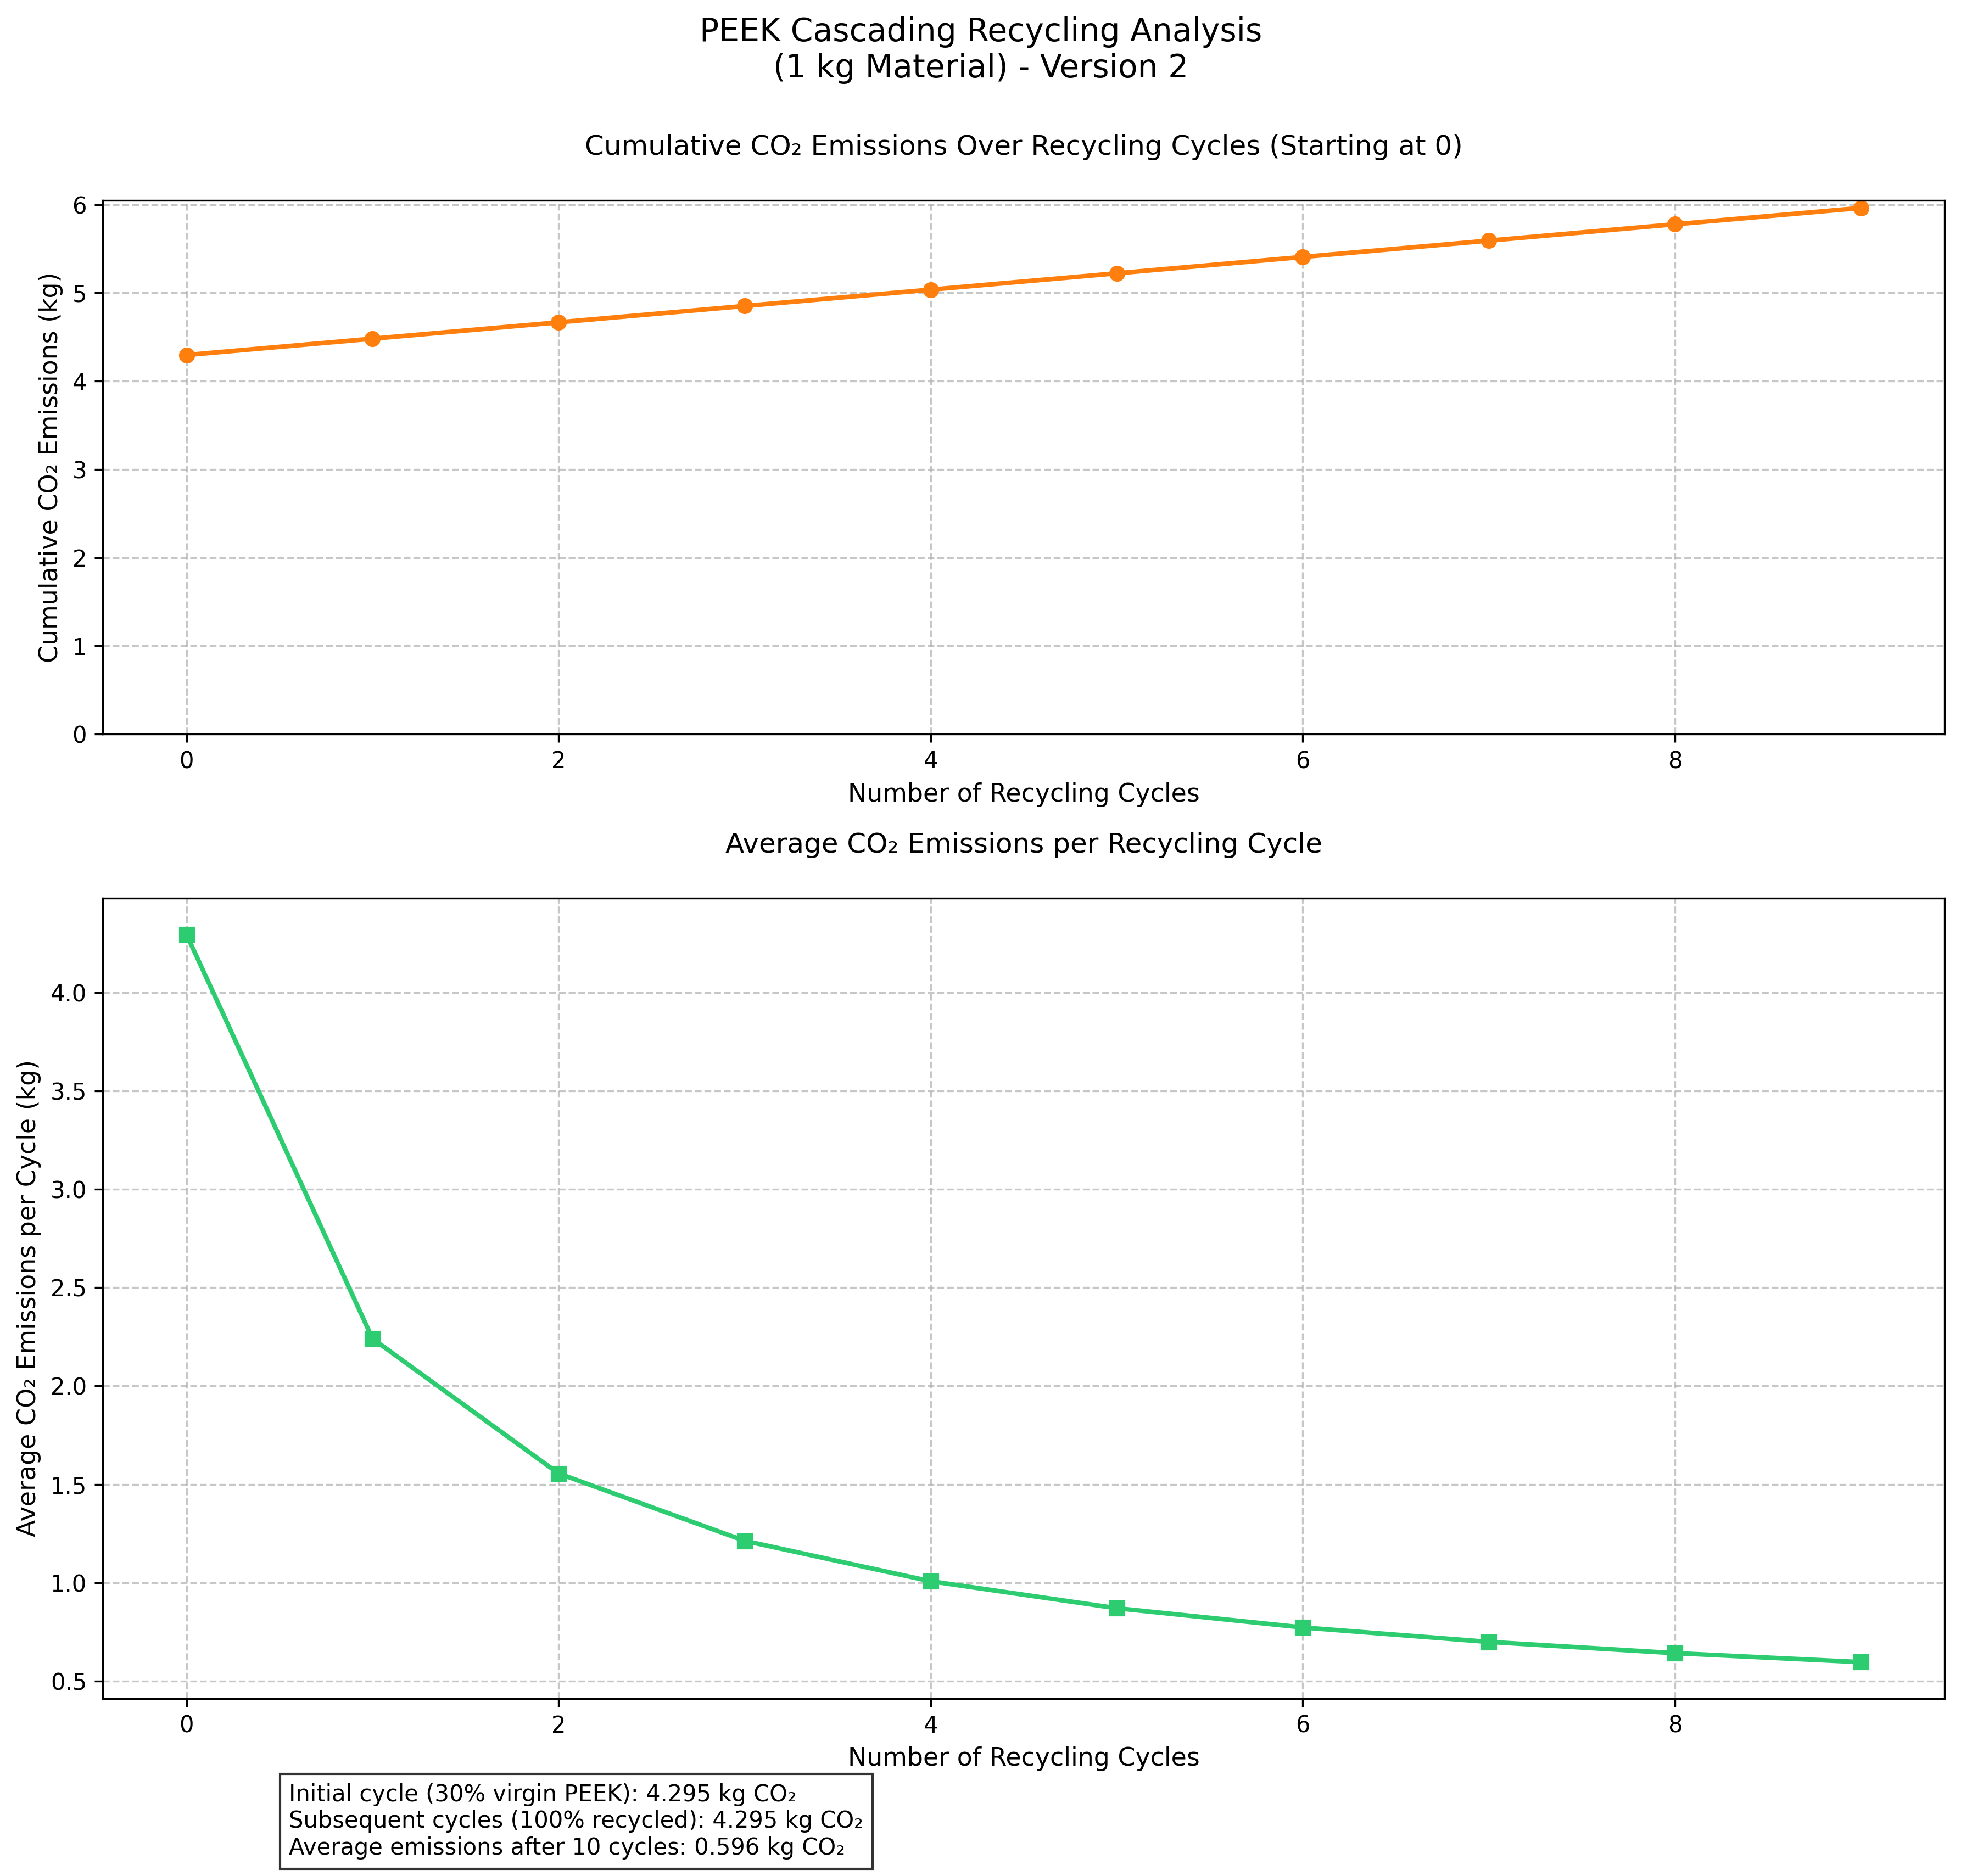 PEEK Cascading Recycling Analysis
(1 kg Material) - Version 2
Cumulative CO₂ Emissions Over Recycling Cycles (Starting at 0)
Cumulative CO₂ Emissions (kg)
6
5
4
3
2
1
0
0 2 4 6 8
Number of Recycling Cycles
Average CO₂ Emissions per Recycling Cycle
Average CO₂ Emissions per Cycle (kg)
4.0
3.5
3.0
2.5
2.0
1.5
1.0
0.5
0 2 4 6 8
Number of Recycling Cycles
Initial cycle (30% virgin PEEK): 4.295 kg CO₂
Subsequent cycles (100% recycled): 4.295 kg CO₂
Average emissions after 10 cycles: 0.596 kg CO₂